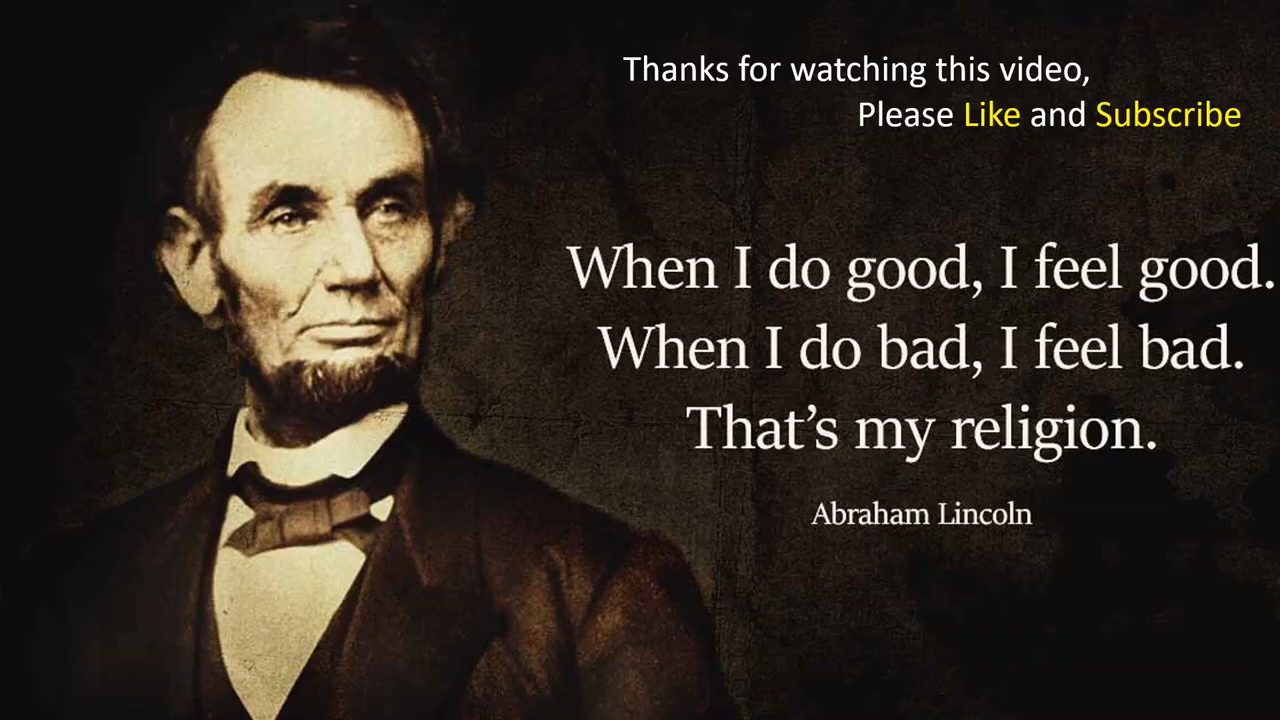 Thanks for watching this video,
Please Like and Subscribe
When I do good, I feel good.
When I do bad, I feel bad.
That’s my religion.
Abraham Lincoln